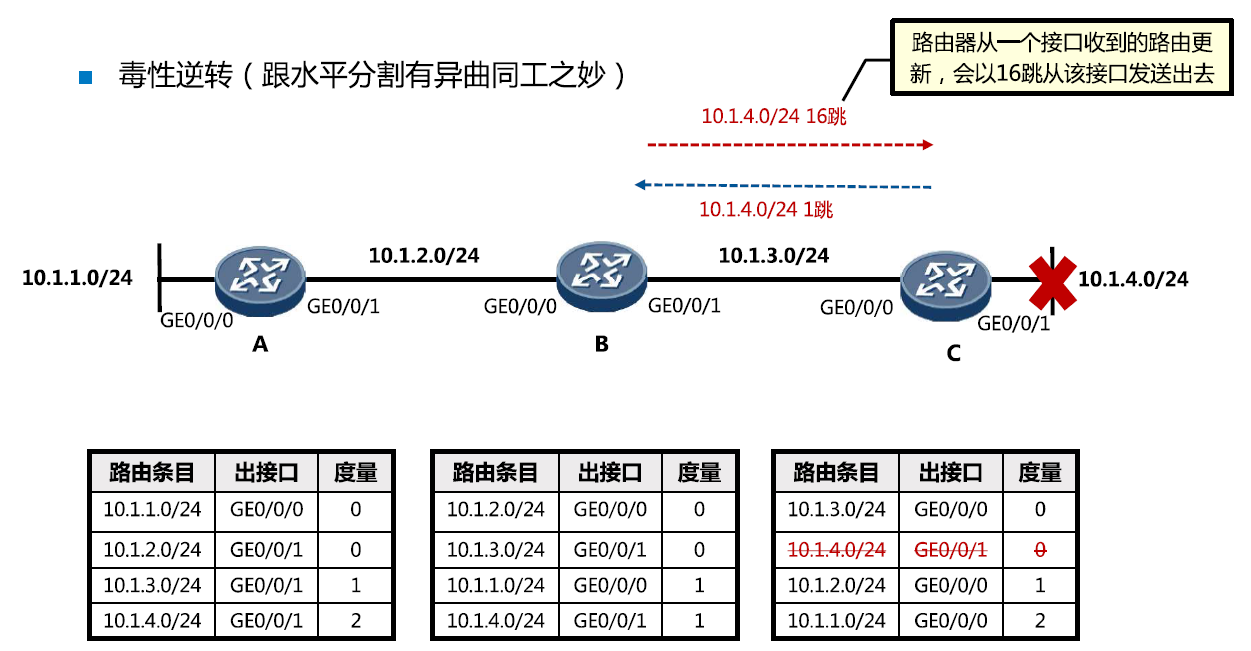 路由器从一个接口收到的路由更
新，会以16跳从该接口发送出去
■ 毒性逆转（跟水平分割有异曲同工之妙）
10.1.4.0/24 16跳
10.1.4.0/24 1跳
10.1.1.0/24
10.1.2.0/24
10.1.3.0/24
10.1.4.0/24
GE0/0/0
GE0/0/1
GE0/0/0
GE0/0/1
GE0/0/0
GE0/0/1
A
B
C
路由条目 出接口 度量
10.1.1.0/24 GE0/0/0 0
10.1.2.0/24 GE0/0/1 0
10.1.3.0/24 GE0/0/1 1
10.1.4.0/24 GE0/0/1 2
路由条目 出接口 度量
10.1.2.0/24 GE0/0/0 0
10.1.3.0/24 GE0/0/1 0
10.1.1.0/24 GE0/0/0 1
10.1.4.0/24 GE0/0/1 1
路由条目 出接口 度量
10.1.3.0/24 GE0/0/0 0
10.1.4.0/24 GE0/0/1 0
10.1.2.0/24 GE0/0/0 1
10.1.1.0/24 GE0/0/0 2